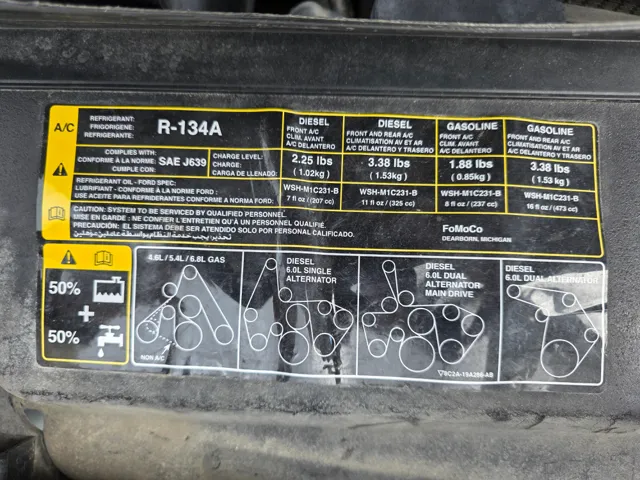 A/C
REFRIGERANT:
FRIGORIGENE:
REFRIGERANTE:
R-134A
DIESEL
FRONT A/C
CLIM. AVANT
A/C DELANTERO
DIESEL
FRONT AND REAR A/C
CLIMATISATION AV ET AR
A/C DELANTERO Y TRASERO
GASOLINE
FRONT A/C
CLIM. AVANT
A/C DELANTERO
GASOLINE
FRONT AND REAR A/C
CLIMATISATION AV ET AR
A/C DELANTERO Y TRASERO
COMPLIES WITH:
CONFORME À LA NORME:
CUMPLE CON:
SAE J639
CHARGE LEVEL:
CHARGE:
CARGA DE LLENADO:
2.25 lbs
(1.02kg)
3.38 lbs
(1.53kg)
1.88 lbs
(0.85kg)
3.38 lbs
(1.53 kg)
REFRIGERANT OIL - FORD SPEC:
LUBRIFIANT - CONFORME À LA NORME FORD :
USE ACEITE PARA REFRIGERANTES CONFORME A NORMA FORD:
WSH-M1C231-B
7 fl oz/ (207 cc)
WSH-M1C231-B
11 fl oz/ (325 cc)
WSH-M1C231-B
8 fl oz/ (237 cc)
WSH-M1C231-B
16 fl oz/ (473 cc)
CAUTION: SYSTEM TO BE SERVICED BY QUALIFIED PERSONNEL.
MISE EN GARDE: NE CONFIER L'ENTRETIEN QU'À UN PERSONNEL QUALIFIÉ.
PRECAUCION: EL SISTEMA DEBE SER SERVICIADO SOLO POR PERSONAL CALIFICADO.
FoMoCo
DEARBORN, MICHIGAN
50%
+
50%
4.6L / 5.4L / 6.8L GAS
NON A/C
DIESEL
6.0L SINGLE
ALTERNATOR
DIESEL
6.0L DUAL
ALTERNATOR
MAIN DRIVE
DIESEL
6.0L DUAL ALTERNATOR